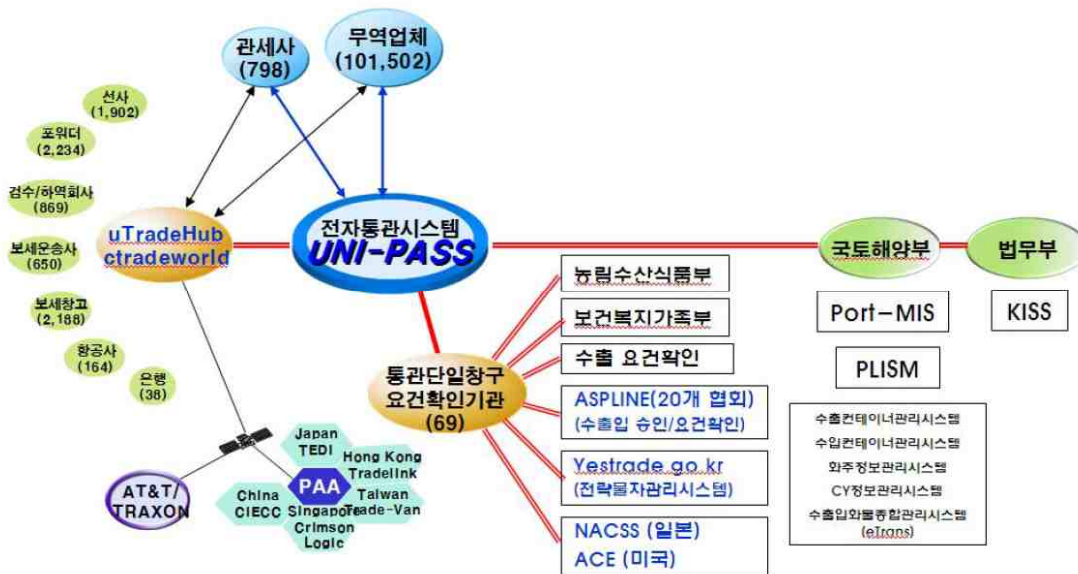 관세사
(798)
무역업체
(101,502)
선사
(1,902)
포워더
(2,234)
검수/하역회사
(869)
보세운송사
(650)
보세창고
(2,188)
항공사
(164)
은행
(38)
uTradeHub
ctradeworld
전자통관시스템
UNI-PASS
국토해양부
법무부
Port-MIS
KISS
PLISM
수출컨테이너관리시스템
수입컨테이너관리시스템
화주정보관리시스템
CY정보관리시스템
수출입화물종합관리시스템
(eTrans)
통관단일창구
요건확인기관
(69)
농림수산식품부
보건복지가족부
수출 요건확인
ASPLINE(20개 협회)
(수출입 승인/요건확인)
Yestrade.go.kr
(전략물자관리시스템)
NACSS (일본)
ACE (미국)
AT&T/
TRAXON
PAA
Japan
TEDI
Hong Kong
Tradelink
China
CIECC
Taiwan
Trade-Van
Singapore
Crimson
Logic